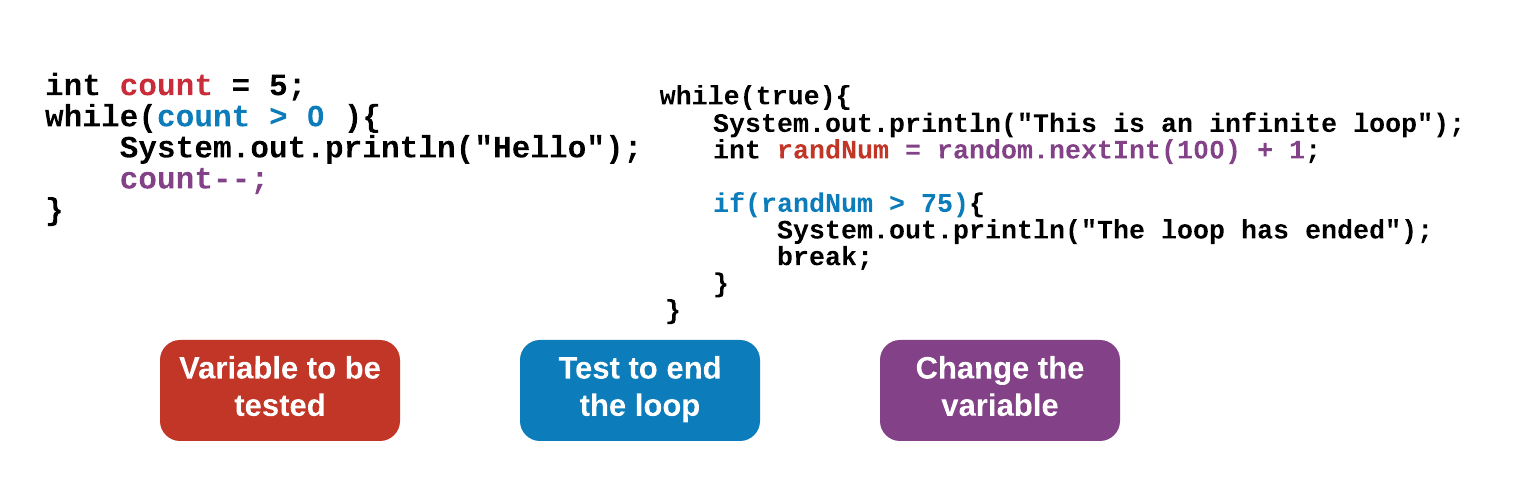 int count = 5;
while(count > 0 ){
    System.out.println("Hello");
    count--;
}
while(true){
    System.out.println("This is an infinite loop");
    int randNum = random.nextInt(100) + 1;
    if(randNum > 75){
        System.out.println("The loop has ended");
        break;
    }
}
Variable to be
tested
Test to end
the loop
Change the
variable